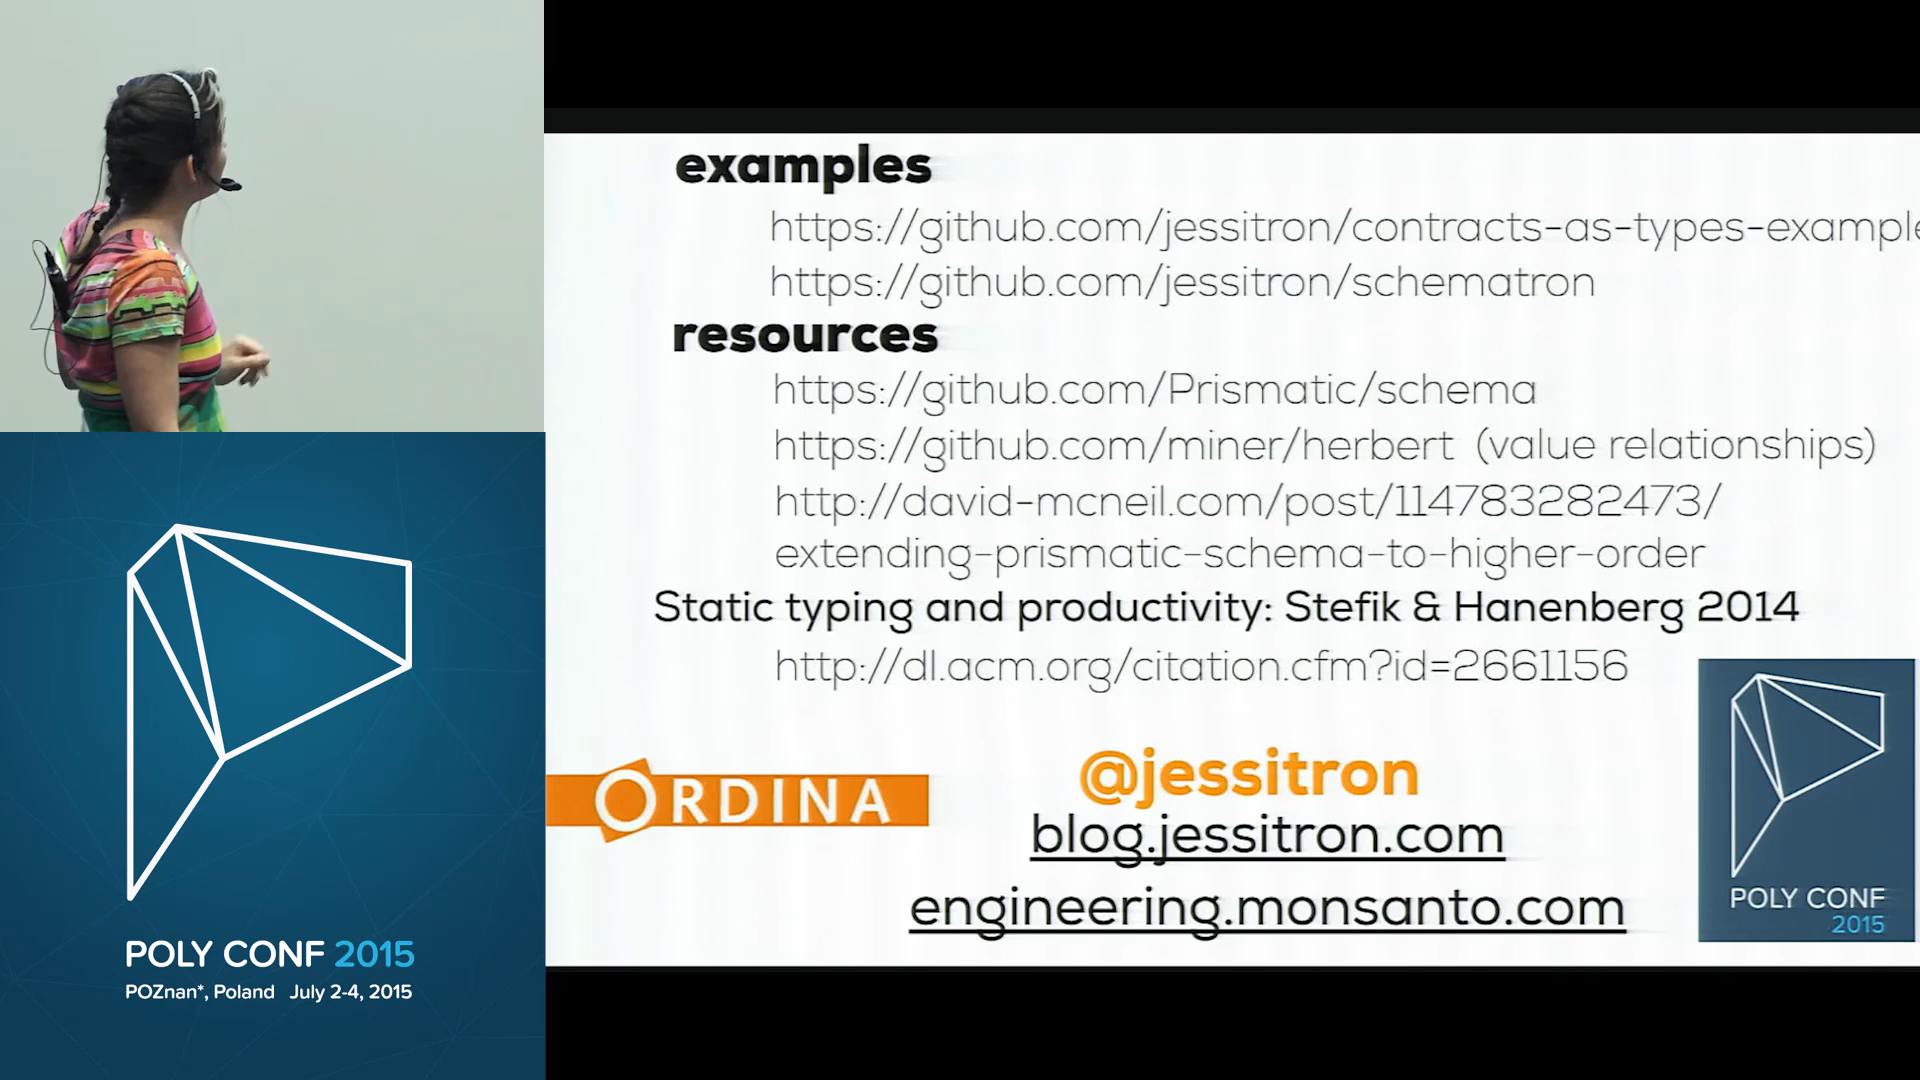 examples
https://github.com/jessitron/contracts-as-types-example
https://github.com/jessitron/schematron
resources
https://github.com/Prismatic/schema
https://github.com/miner/herbert (value relationships)
http://david-mcneil.com/post/114783282473/
extending-prismatic-schema-to-higher-order
Static typing and productivity: Stefik & Hanenberg 2014
http://dl.acm.org/citation.cfm?id=2661156
ORDINA
@jessitron
blog.jessitron.com
engineering.monsanto.com
POLY CONF
2015
POLY CONF 2015
POZnan*, Poland July 2-4, 2015